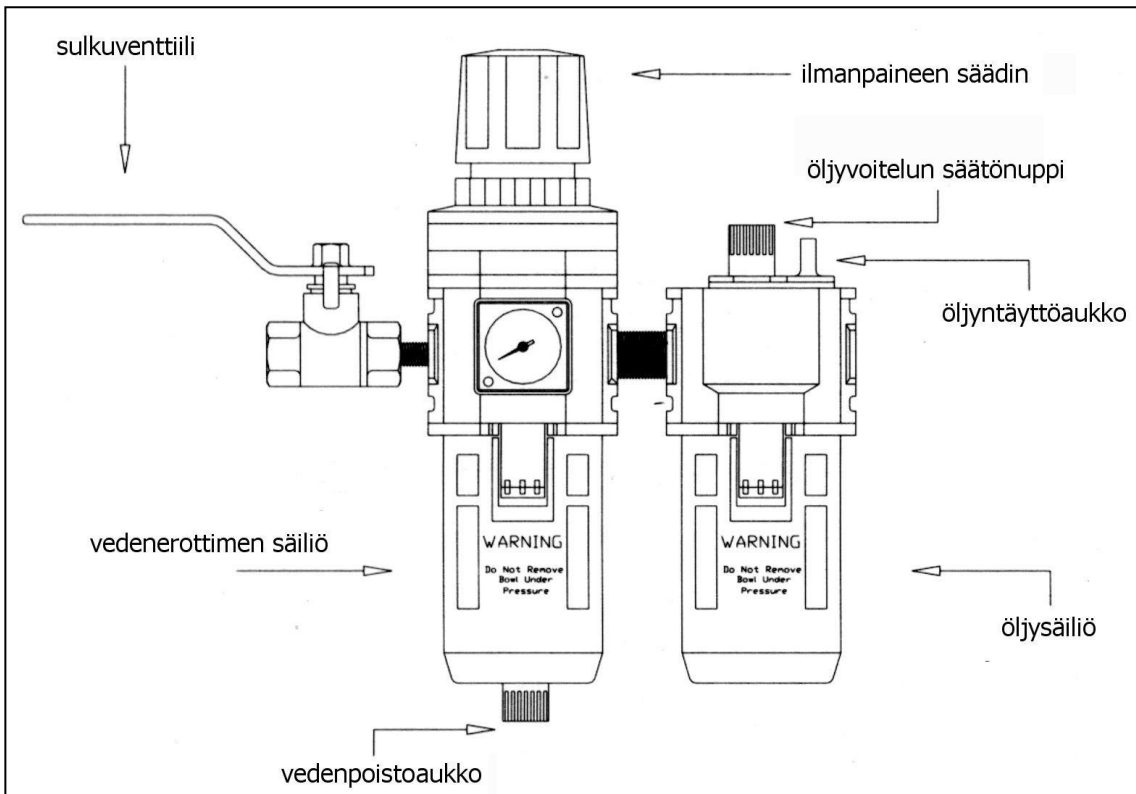 sulkuventtiili
ilmanpaineen säädin
öljyvoitelun säätönuppi
öljyntäyttöaukko
vedenerottimen säiliö
WARNING
Do Not Remove
Bowl Under
Pressure
WARNING
Do Not Remove
Bowl Under
Pressure
öljysäiliö
vedenpoistoaukko